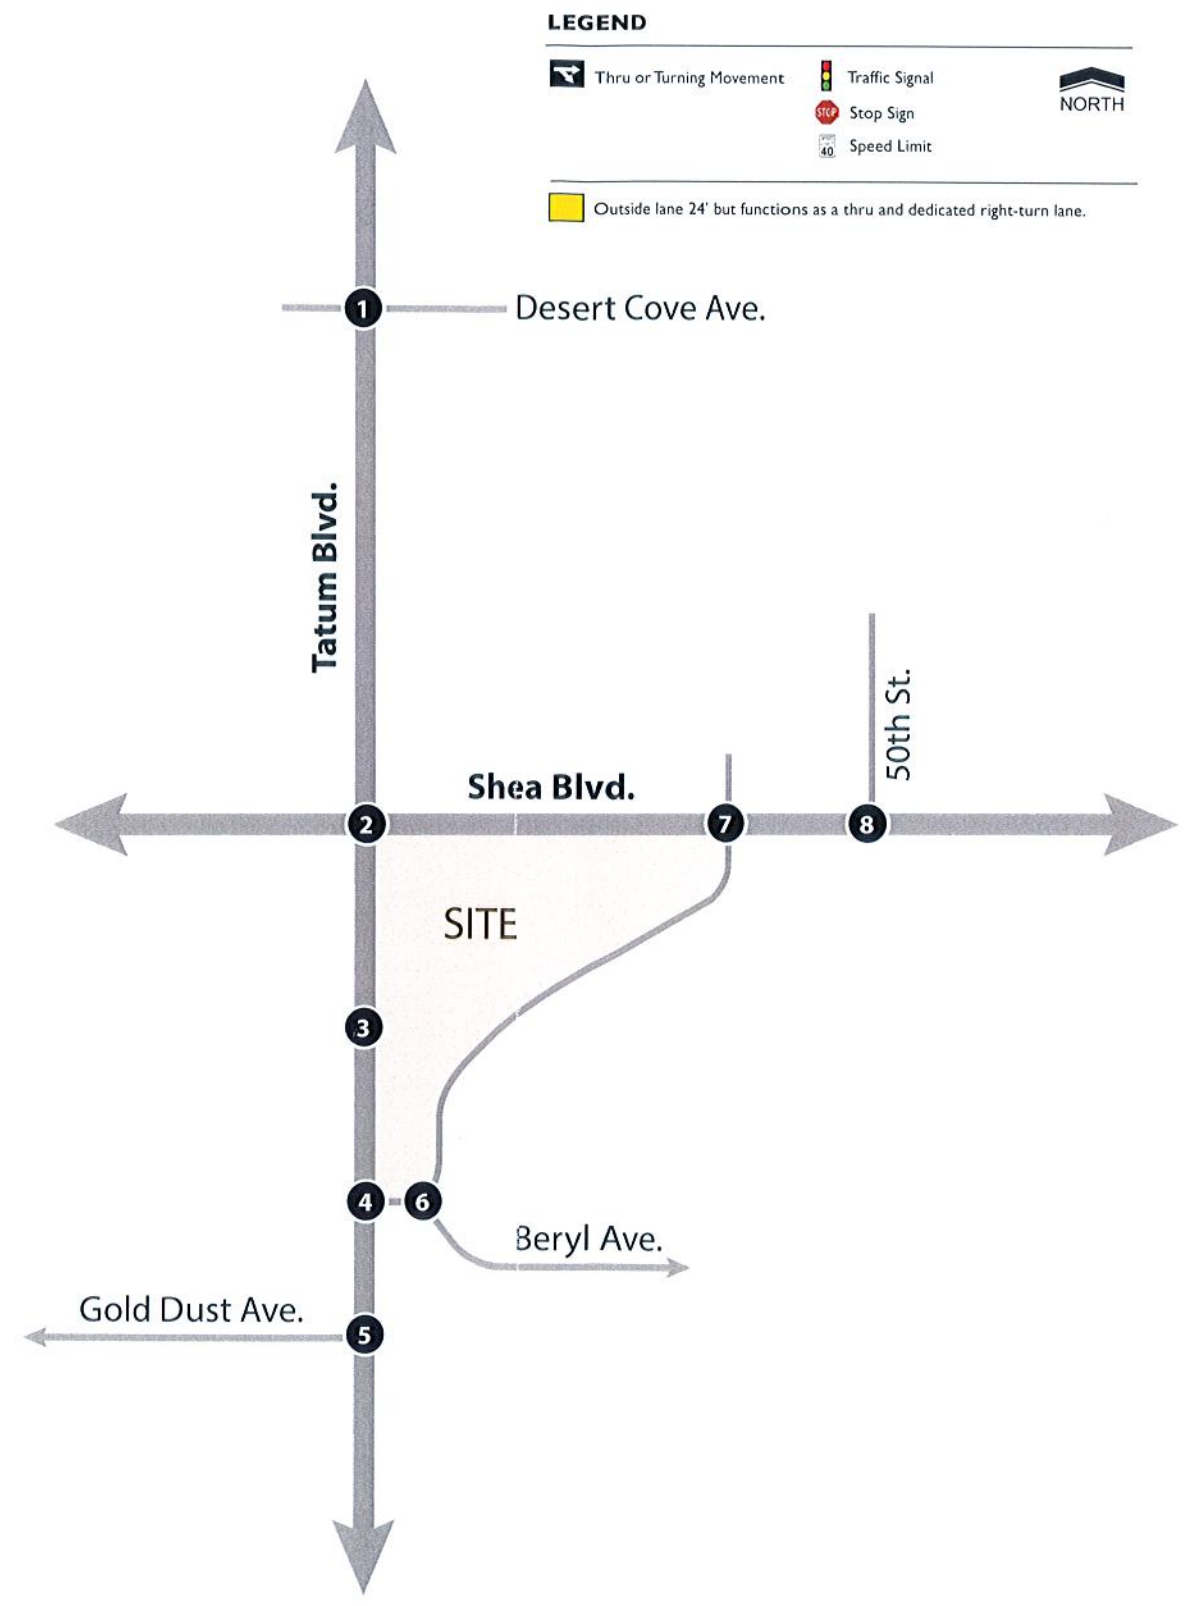 LEGEND
Thru or Turning Movement
Traffic Signal
NORTH
STOP
Stop Sign
40
Speed Limit
Outside lane 24' but functions as a thru and dedicated right-turn lane.
1
Desert Cove Ave.
Tatum Blvd.
50th St.
Shea Blvd.
2
7
8
SITE
3
4
6
Beryl Ave.
Gold Dust Ave.
5